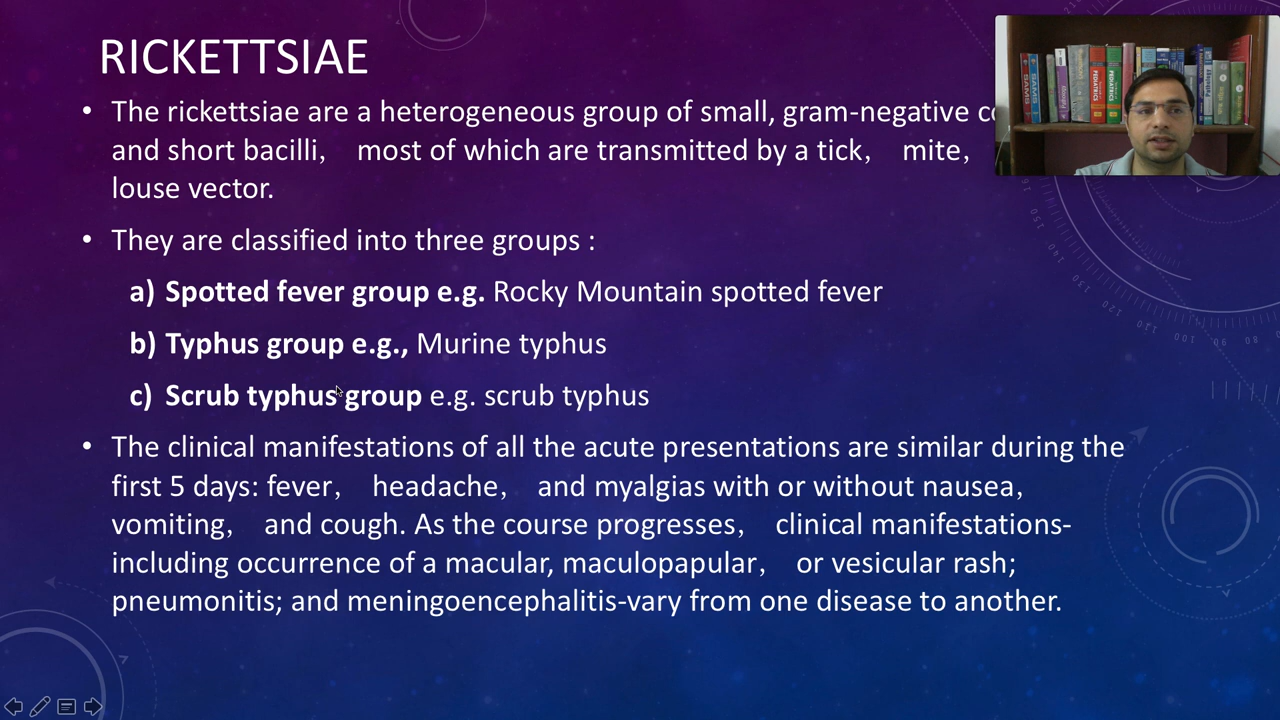 RICKETTSIAE
• The rickettsiae are a heterogeneous group of small, gram-negative
and short bacilli， most of which are transmitted by a tick， mite，
louse vector.
• They are classified into three groups :
a) Spotted fever group e.g. Rocky Mountain spotted fever
b) Typhus group e.g., Murine typhus
c) Scrub typhus group e.g. scrub typhus
• The clinical manifestations of all the acute presentations are similar during the
first 5 days: fever， headache， and myalgias with or without nausea，
vomiting， and cough. As the course progresses， clinical manifestations-
including occurrence of a macular, maculopapular， or vesicular rash;
pneumonitis; and meningoencephalitis-vary from one disease to another.